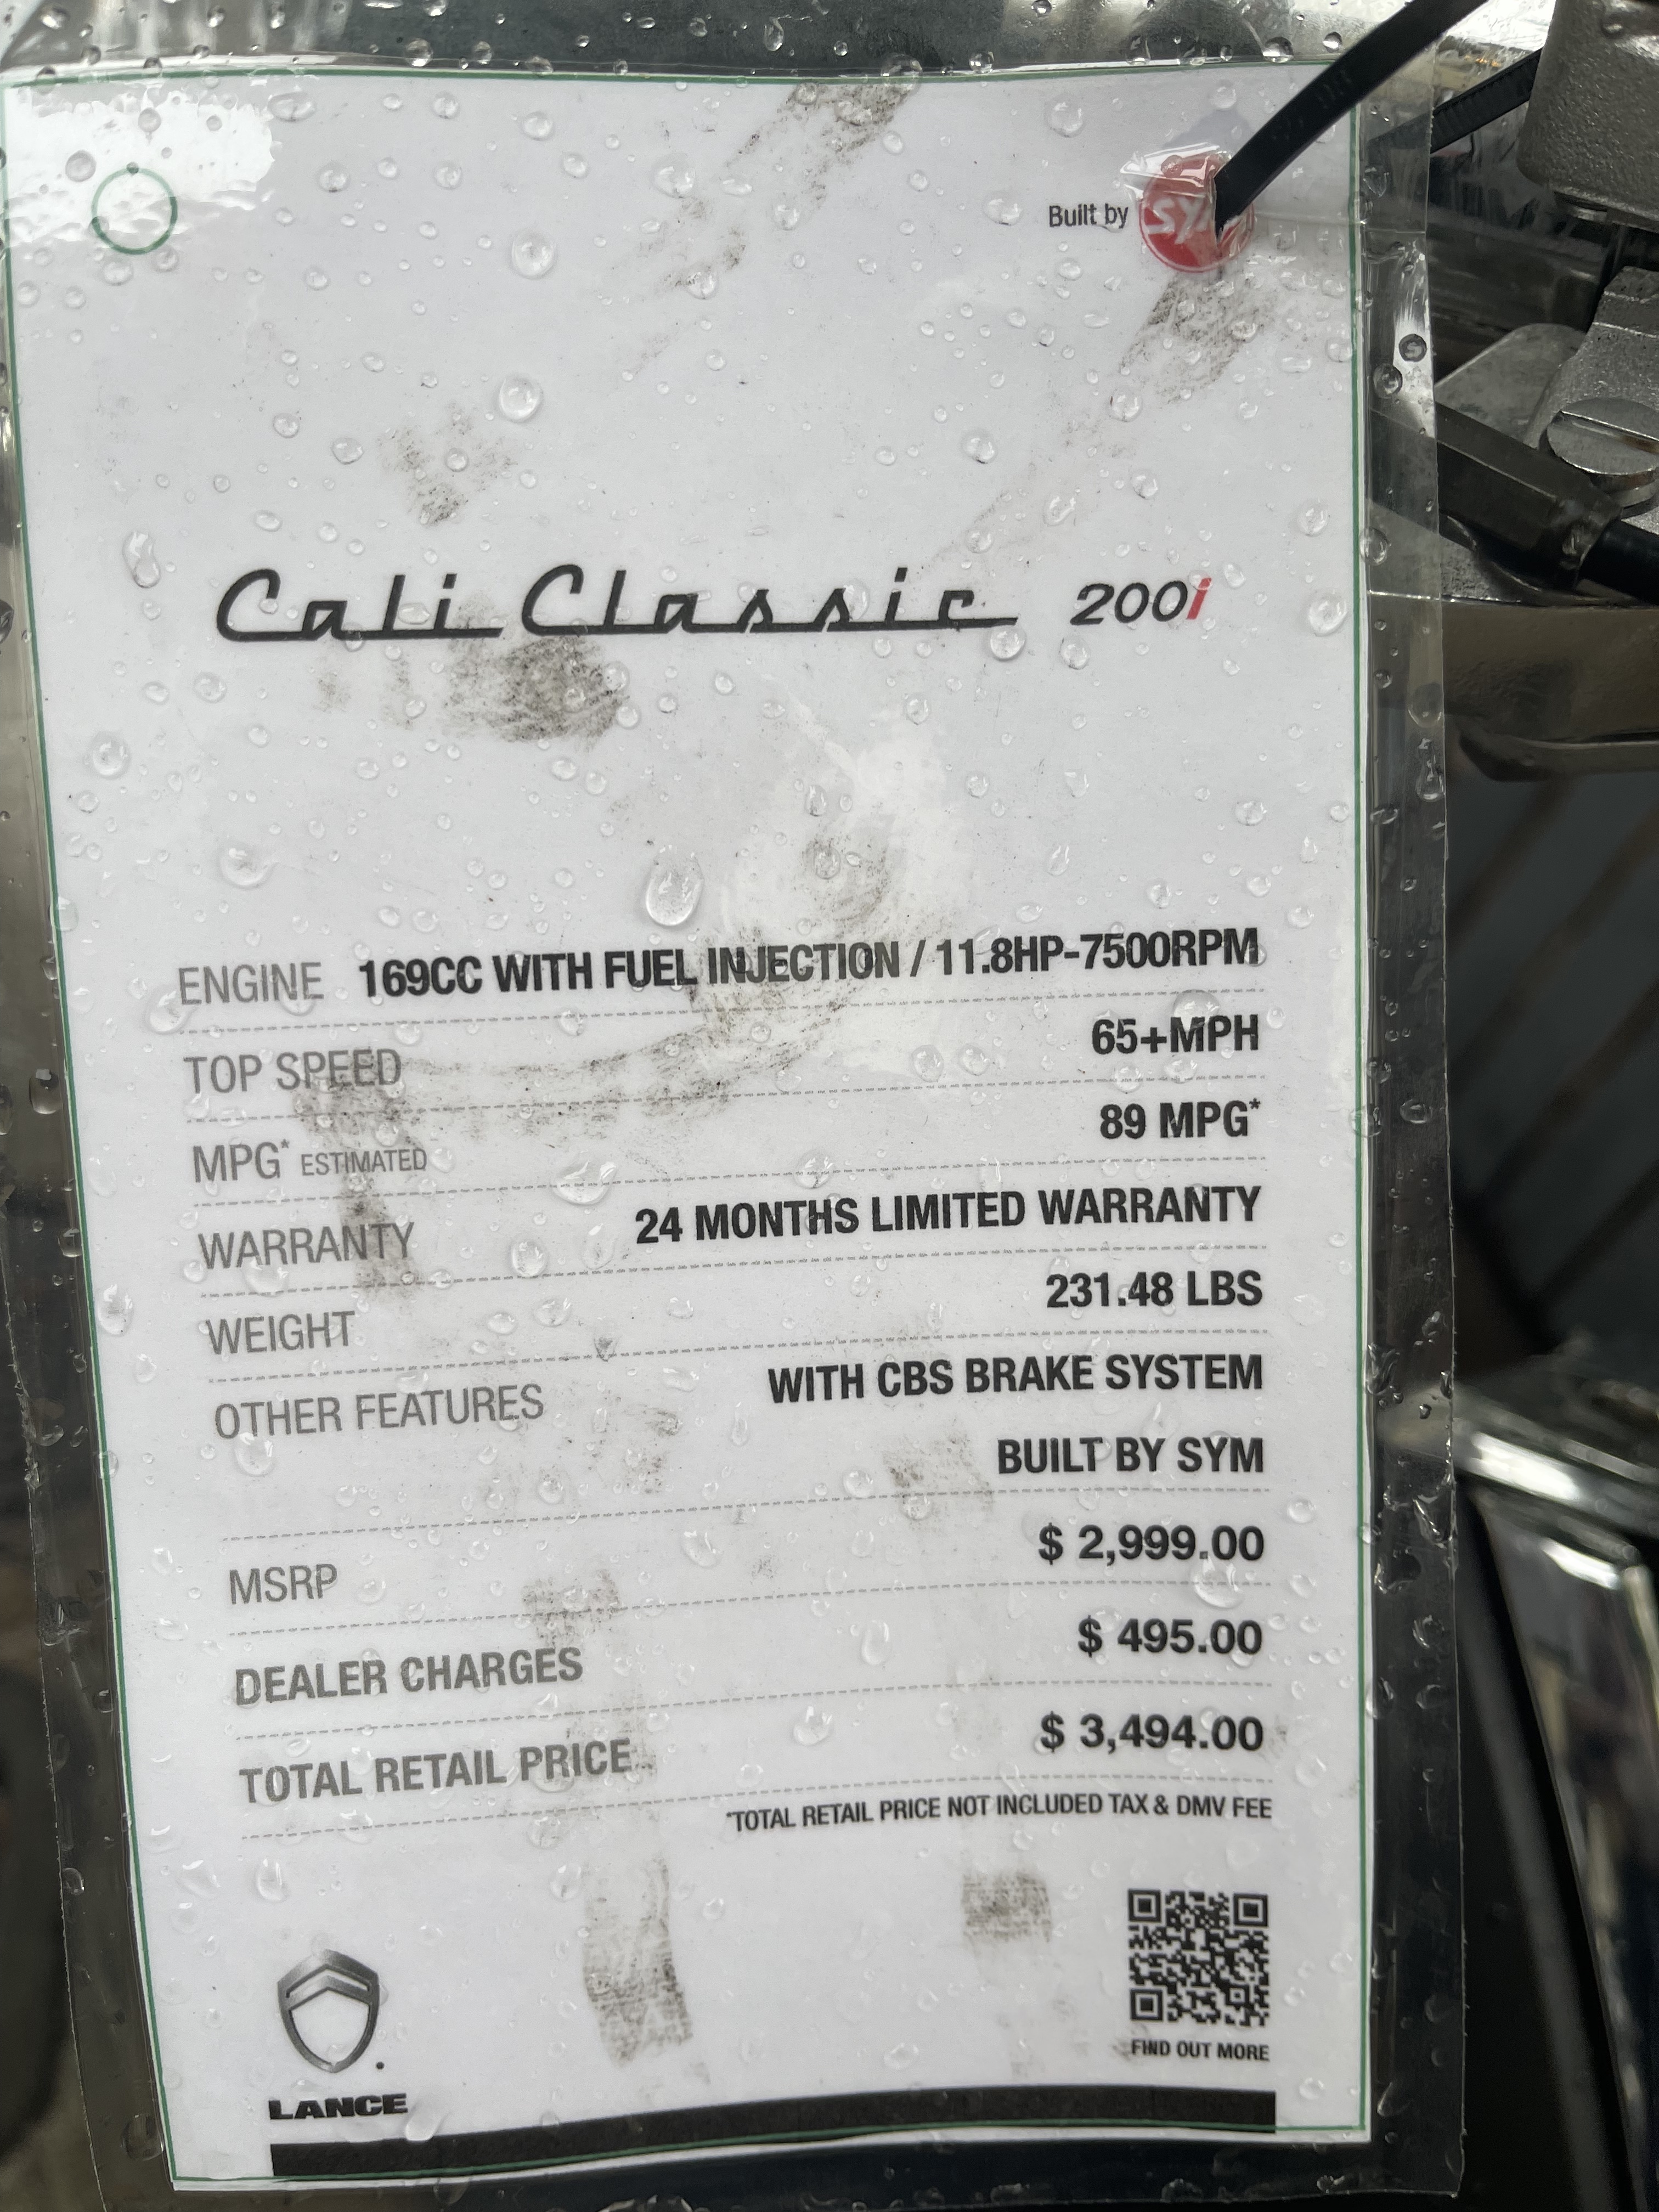 Built by SYM
Cali Classic 200i
ENGINE 169CC WITH FUEL INJECTION / 11.8HP-7500RPM
TOP SPEED 65+MPH
MPG* ESTIMATED 89 MPG*
WARRANTY 24 MONTHS LIMITED WARRANTY
WEIGHT 231.48 LBS
OTHER FEATURES WITH CBS BRAKE SYSTEM
BUILT BY SYM
MSRP $ 2,999.00
DEALER CHARGES $ 495.00
TOTAL RETAIL PRICE $ 3,494.00
*TOTAL RETAIL PRICE NOT INCLUDED TAX & DMV FEE
FIND OUT MORE
LANCE